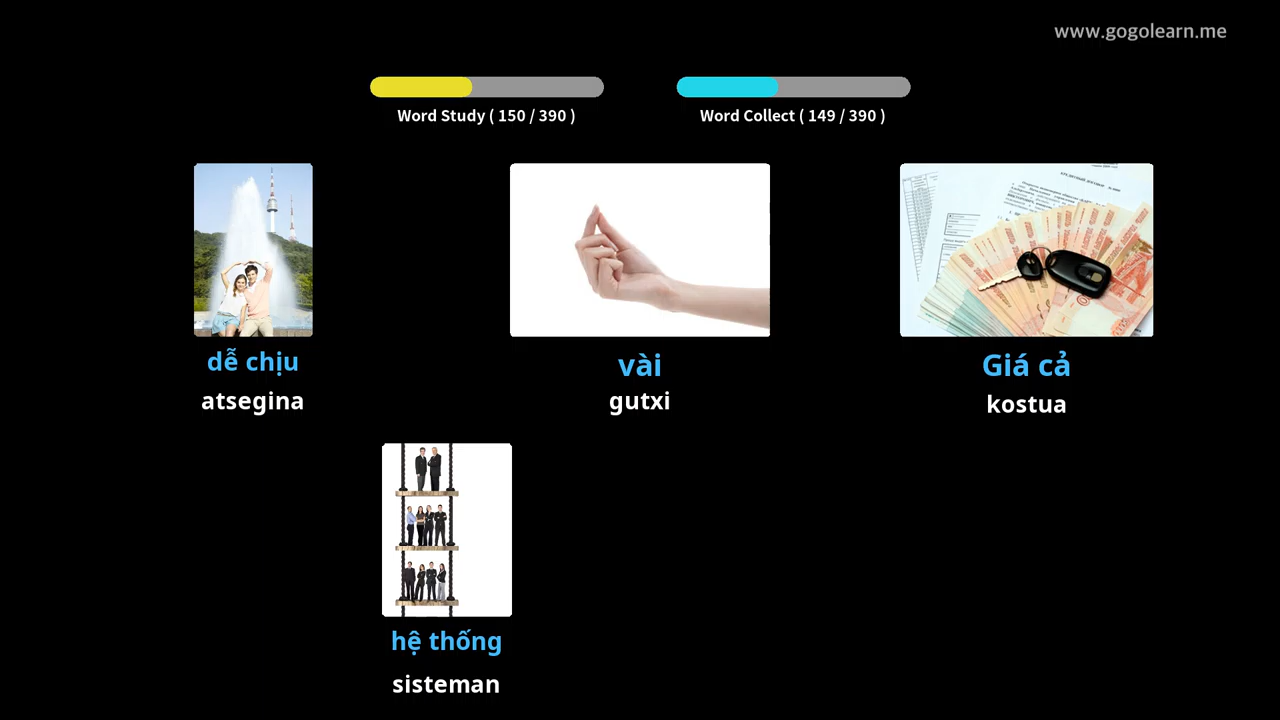 www.gogolearn.me
Word Study ( 150 / 390 )
Word Collect ( 149 / 390 )
dễ chịu
atsegina
vài
gutxi
Giá cả
kostua
hệ thống
sisteman